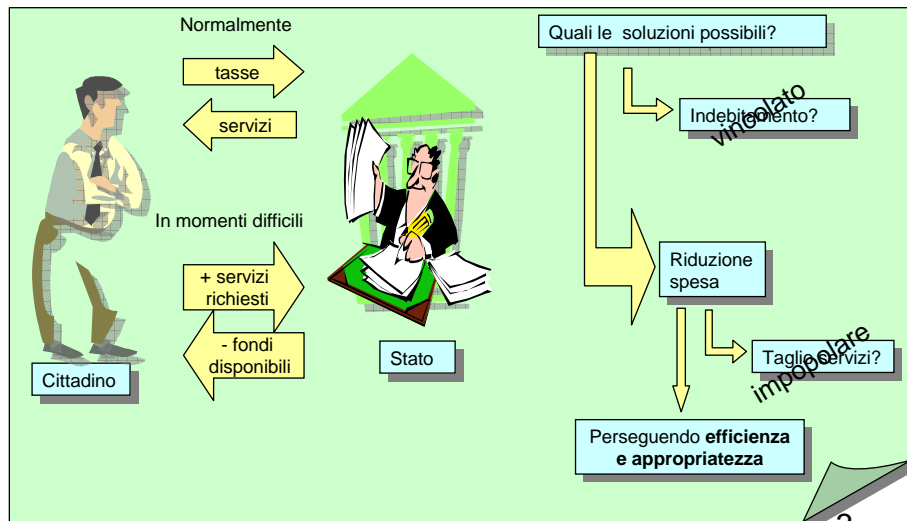 Normalmente
tasse
servizi
In momenti difficili
+ servizi
richiesti
- fondi
disponibili
Cittadino
Stato
Quali le soluzioni possibili?
Indebitamento?
vincolato
Riduzione
spesa
Taglio servizi?
impopolare
Perseguendo efficienza
e appropriatezza